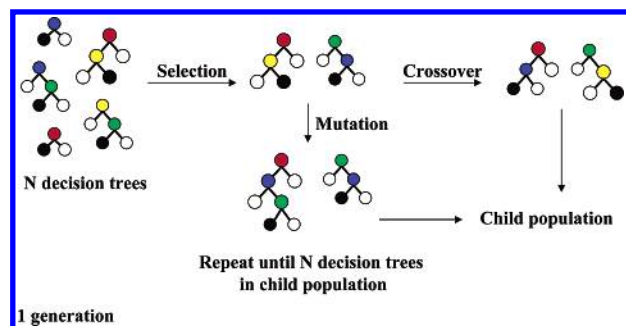 Selection
Crossover
Mutation
N decision trees
Child population
Repeat until N decision trees
in child population
1 generation